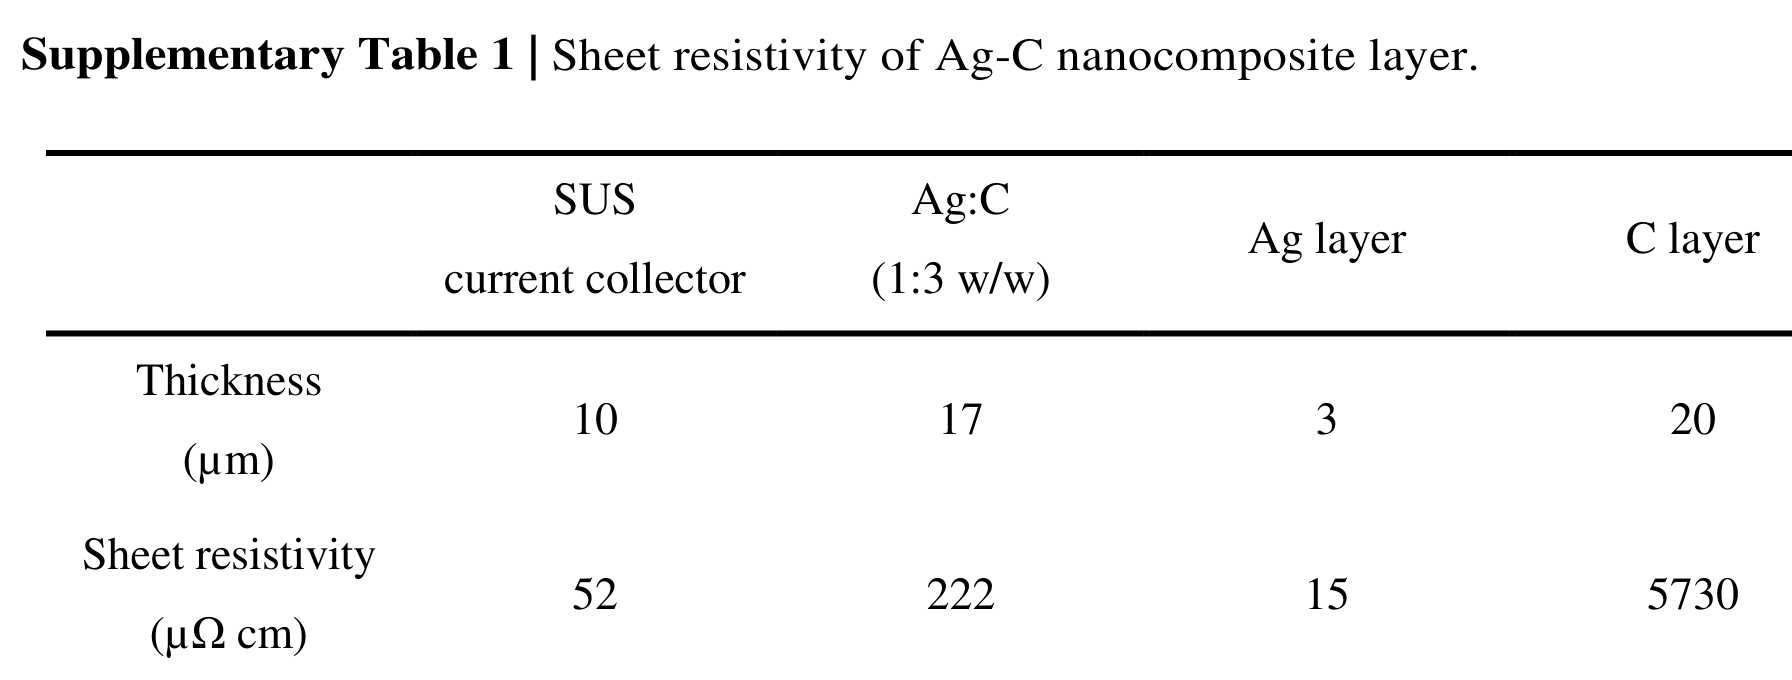 Supplementary Table 1 | Sheet resistivity of Ag-C nanocomposite layer.
SUS current collector Ag:C (1:3 w/w) Ag layer C layer
Thickness (µm) 10 17 3 20
Sheet resistivity (µΩ cm) 52 222 15 5730